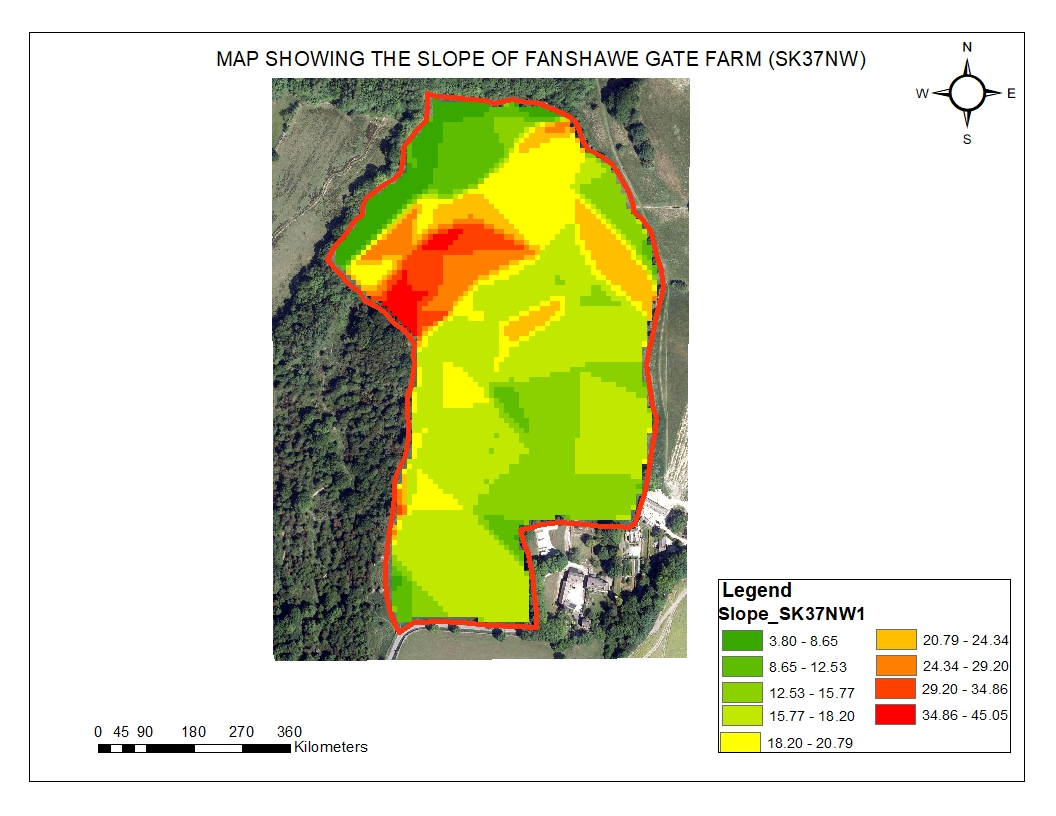 MAP SHOWING THE SLOPE OF FANSHAWE GATE FARM (SK37NW)
N
W E
S
Legend
Slope_SK37NW1
3.80 - 8.65
8.65 - 12.53
12.53 - 15.77
15.77 - 18.20
18.20 - 20.79
20.79 - 24.34
24.34 - 29.20
29.20 - 34.86
34.86 - 45.05
0 45 90 180 270 360
Kilometers